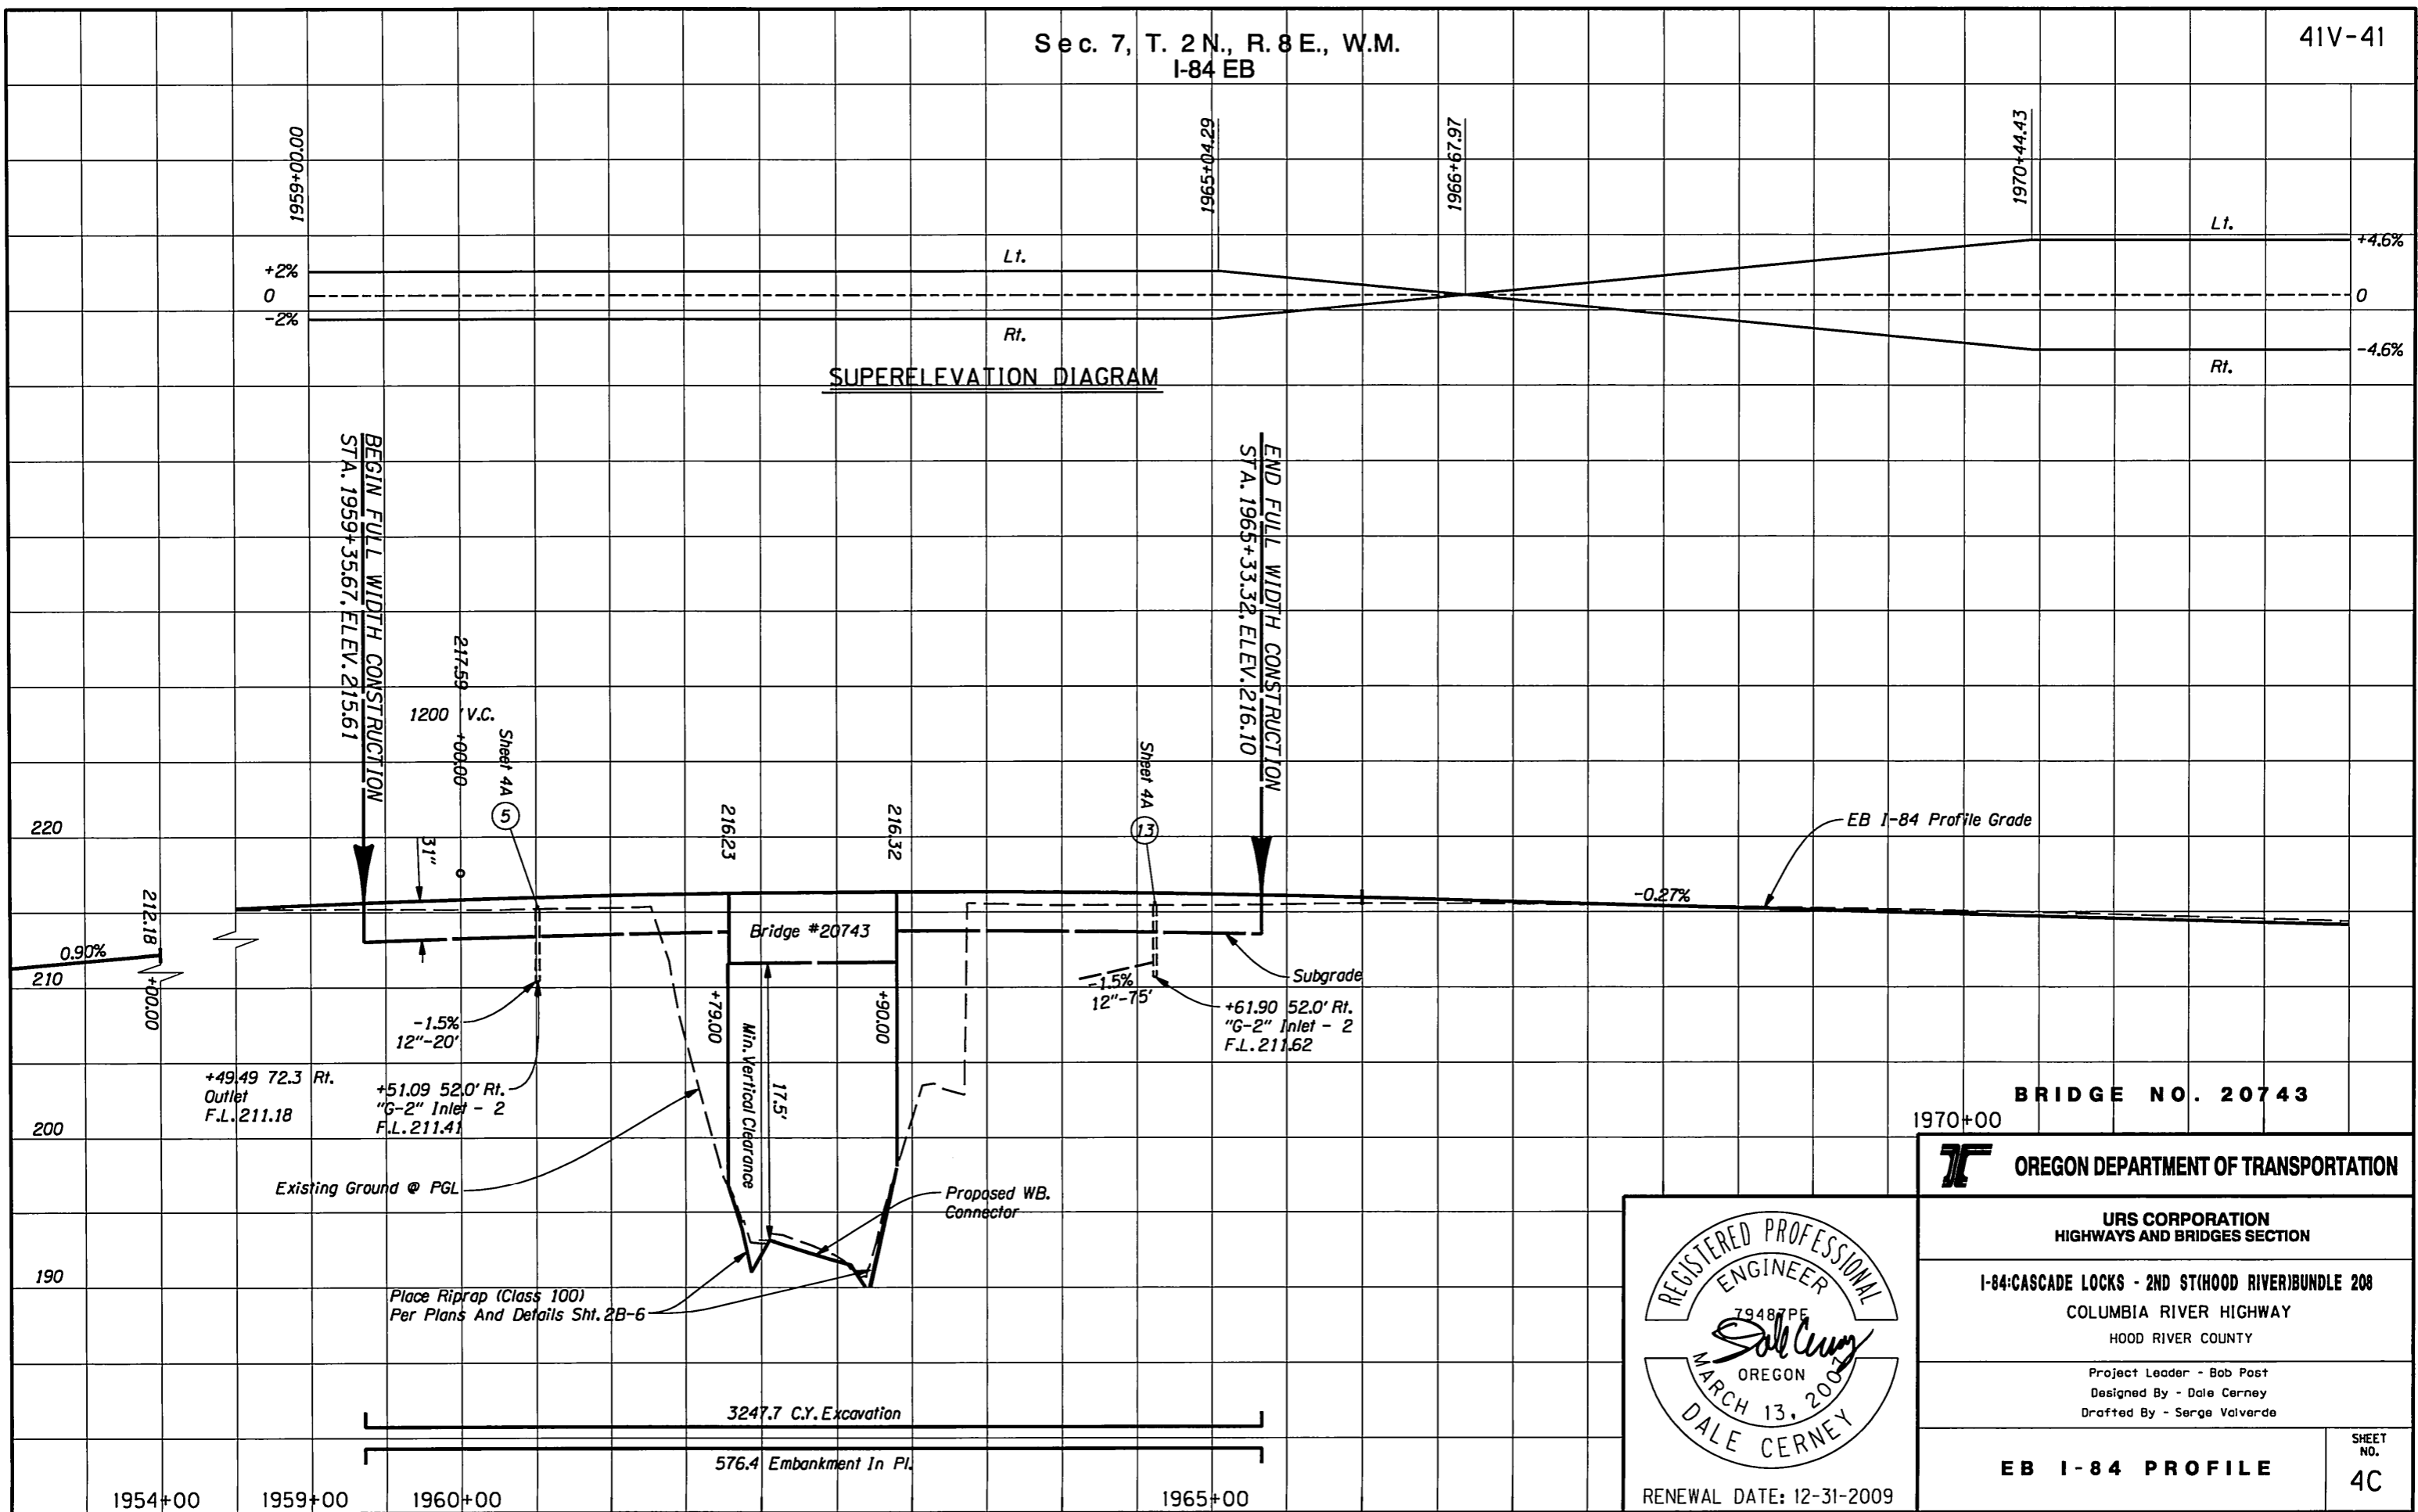 Sec. 7, T. 2 N., R. 8 E., W.M.
I-84 EB
41V-41
1959+00.00
1965+04.29
1966+67.97
1970+44.43
+2%
0
-2%
Lt.
Rt.
Lt.
+4.6%
0
-4.6%
Rt.
SUPERELEVATION DIAGRAM
BEGIN FULL WIDTH CONSTRUCTION
STA. 1959+35.67, ELEV. 215.61
END FULL WIDTH CONSTRUCTION
STA. 1965+33.32, ELEV. 216.10
217.59
1200 'V.C.
+00.00
Sheet 4A
5
Sheet 4A
13
220
31"
216.23
216.32
EB I-84 Profile Grade
-0.27%
212.18
+00.00
0.90%
210
Bridge #20743
Subgrade
-1.5%
12"-20'
-1.5%
12"-75'
+61.90 52.0' Rt.
"G-2" Inlet - 2
F.L. 211.62
+79.00
+90.00
Min. Vertical Clearance
17.5'
+49.49 72.3 Rt.
Outlet
F.L. 211.18
+51.09 52.0' Rt.
"G-2" Inlet - 2
F.L. 211.41
200
Existing Ground @ PGL
Proposed WB.
Connector
190
Place Riprap (Class 100)
Per Plans And Details Sht. 2B-6
3247.7 C.Y. Excavation
576.4 Embankment In Pl.
1954+00
1959+00
1960+00
1965+00
BRIDGE NO. 20743
1970+00
OREGON DEPARTMENT OF TRANSPORTATION
URS CORPORATION
HIGHWAYS AND BRIDGES SECTION
I-84:CASCADE LOCKS - 2ND ST(HOOD RIVER)BUNDLE 208
COLUMBIA RIVER HIGHWAY
HOOD RIVER COUNTY
Project Leader - Bob Post
Designed By - Dale Cerney
Drafted By - Serge Valverde
EB I-84 PROFILE
SHEET
NO.
4C
REGISTERED PROFESSIONAL
ENGINEER
79487PE
Dale Cerney
OREGON
MARCH 13, 2007
DALE CERNEY
RENEWAL DATE: 12-31-2009